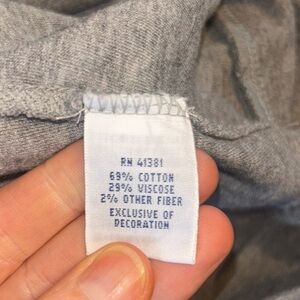 RN 41381
69% COTTON
29% VISCOSE
2% OTHER FIBER
EXCLUSIVE OF
DECORATION